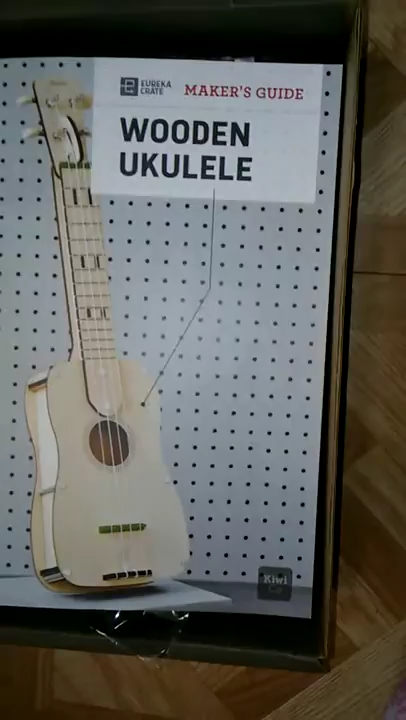 EUREKA
CRATE
MAKER'S GUIDE
WOODEN
UKULELE
Kiwi